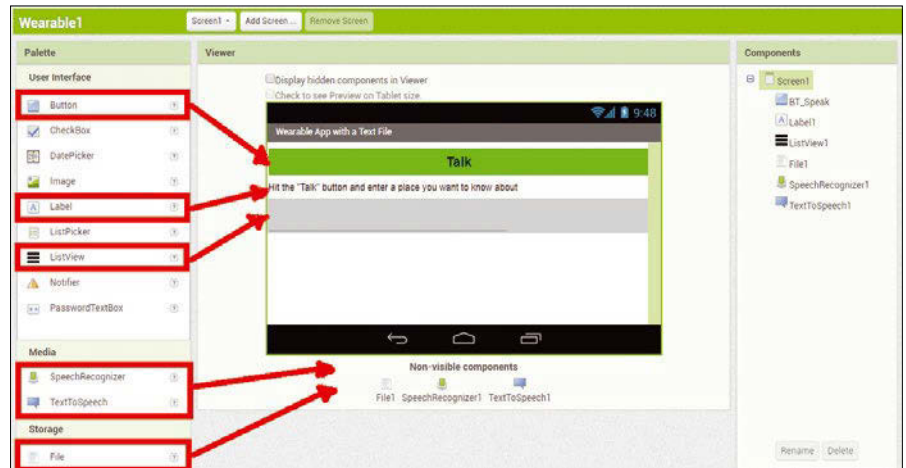 Wearable1
Screen1
Add Screen ...
Remove Screen
Palette
Viewer
Components
User Interface
Button
CheckBox
DatePicker
Image
Label
ListPicker
ListView
Notifier
PasswordTextBox
Media
SpeechRecognizer
TextToSpeech
Storage
File
Display hidden components in Viewer
Check to see Preview on Tablet size.
9:48
Wearable App with a Text File
Talk
Hit the "Talk" button and enter a place you want to know about
Non-visible components
File1 SpeechRecognizer1 TextToSpeech1
Screen1
BT_Speak
Label1
ListView1
File1
SpeechRecognizer1
TextToSpeech1
Rename
Delete